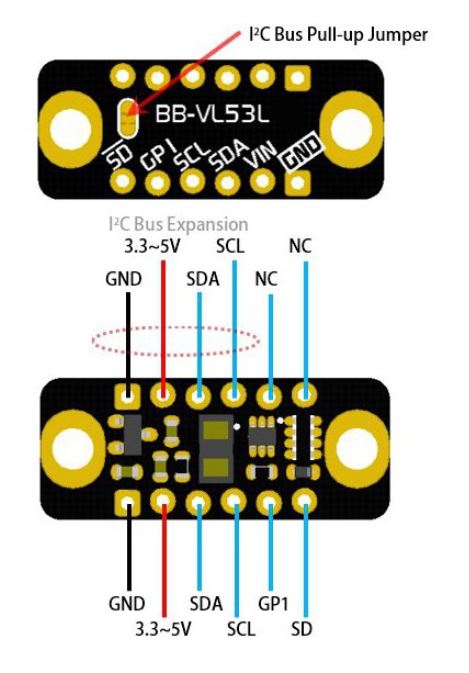 I²C Bus Pull-up Jumper
BB-VL53L
SD GP1 SCL SDA VIN GND
I²C Bus Expansion
3.3~5V SCL NC
GND SDA NC
GND SDA GP1
3.3~5V SCL SD